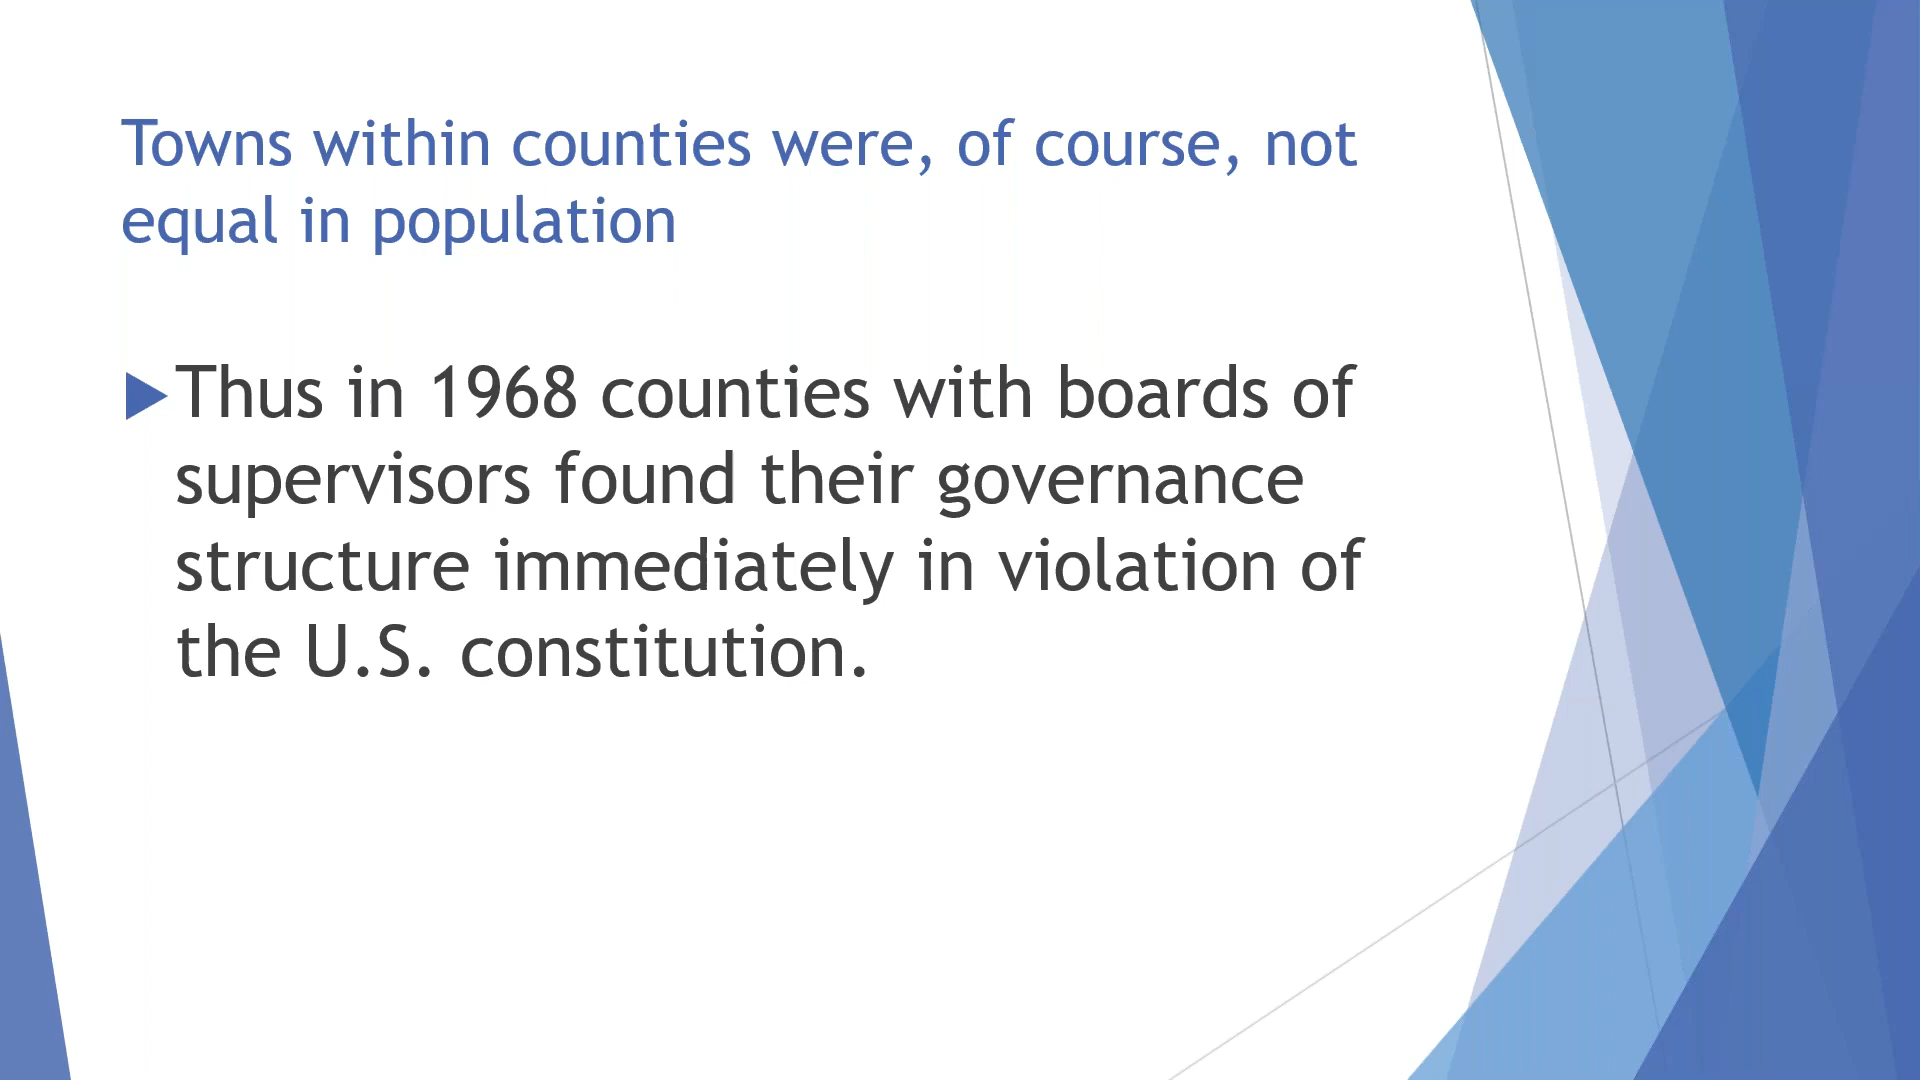 Towns within counties were, of course, not
equal in population
Thus in 1968 counties with boards of
supervisors found their governance
structure immediately in violation of
the U.S. constitution.